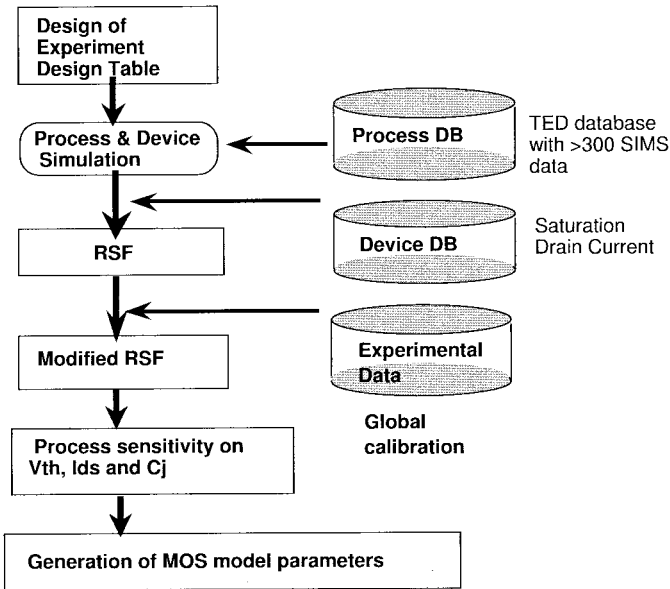 Design of
Experiment
Design Table
Process & Device
Simulation
Process DB
TED database
with >300 SIMS
data
RSF
Device DB
Saturation
Drain Current
Modified RSF
Experimental
Data
Global
calibration
Process sensitivity on
Vth, Ids and Cj
Generation of MOS model parameters